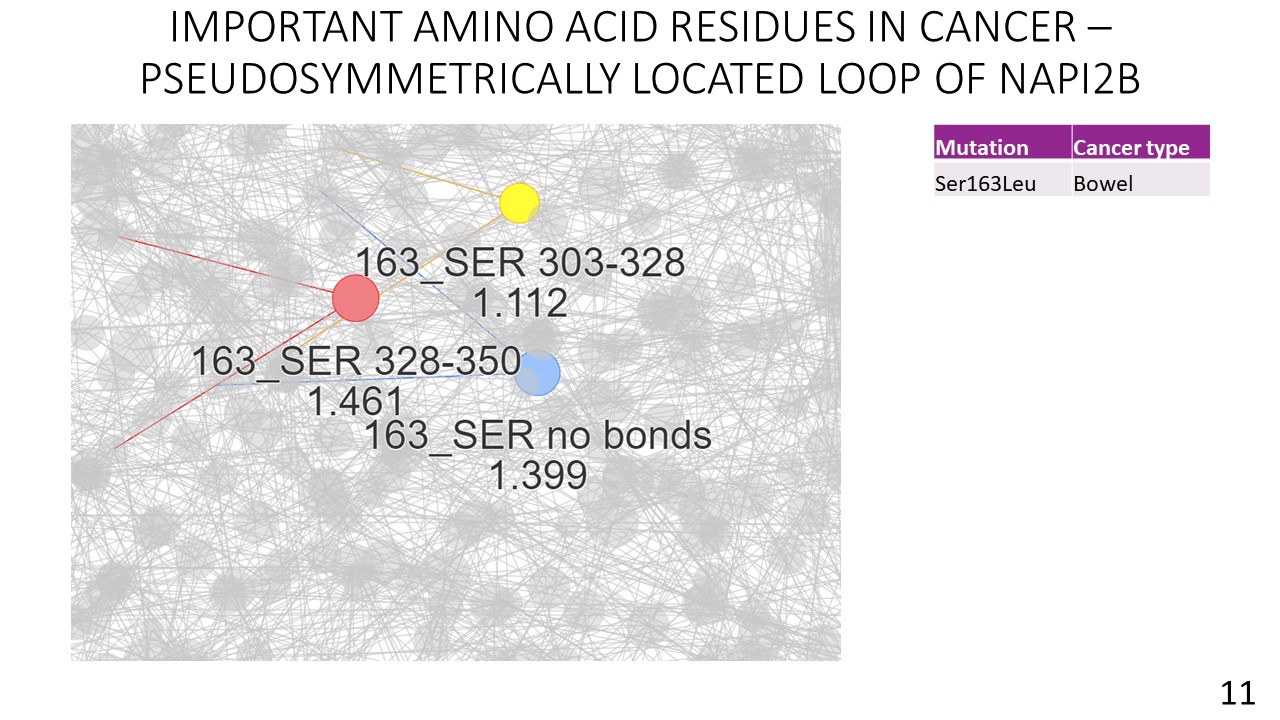 IMPORTANT AMINO ACID RESIDUES IN CANCER –
PSEUDOSYMMETRICALLY LOCATED LOOP OF NAPI2B
163_SER 303-328
1.112
163_SER 328-350
1.461
163_SER no bonds
1.399
Mutation Cancer type
Ser163Leu Bowel
11